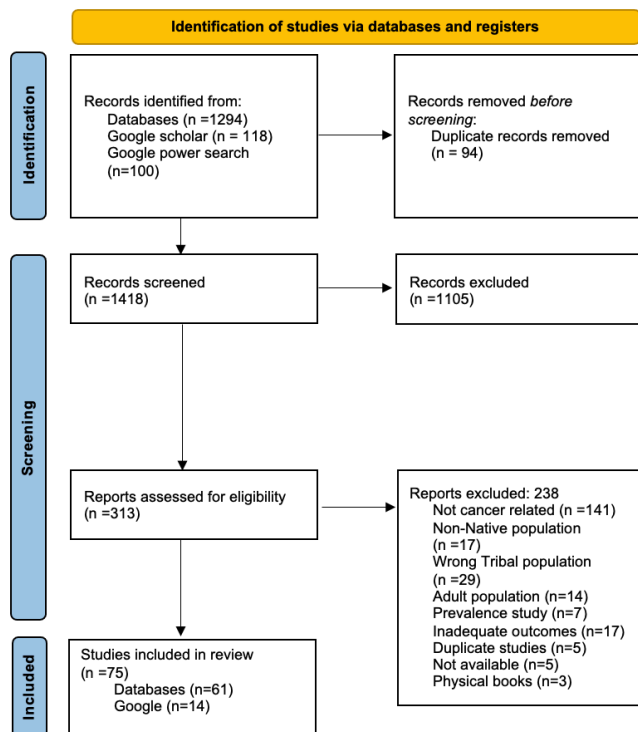 Identification of studies via databases and registers
Identification
Records identified from:
Databases (n =1294)
Google scholar (n = 118)
Google power search
(n=100)
Records removed before
screening:
Duplicate records removed
(n = 94)
Screening
Records screened
(n =1418)
Records excluded
(n =1105)
Reports assessed for eligibility
(n =313)
Reports excluded: 238
Not cancer related (n =141)
Non-Native population
(n =17)
Wrong Tribal population
(n =29)
Adult population (n=14)
Prevalence study (n=7)
Inadequate outcomes (n=17)
Duplicate studies (n=5)
Not available (n=5)
Physical books (n=3)
Included
Studies included in review
(n =75)
Databases (n=61)
Google (n=14)